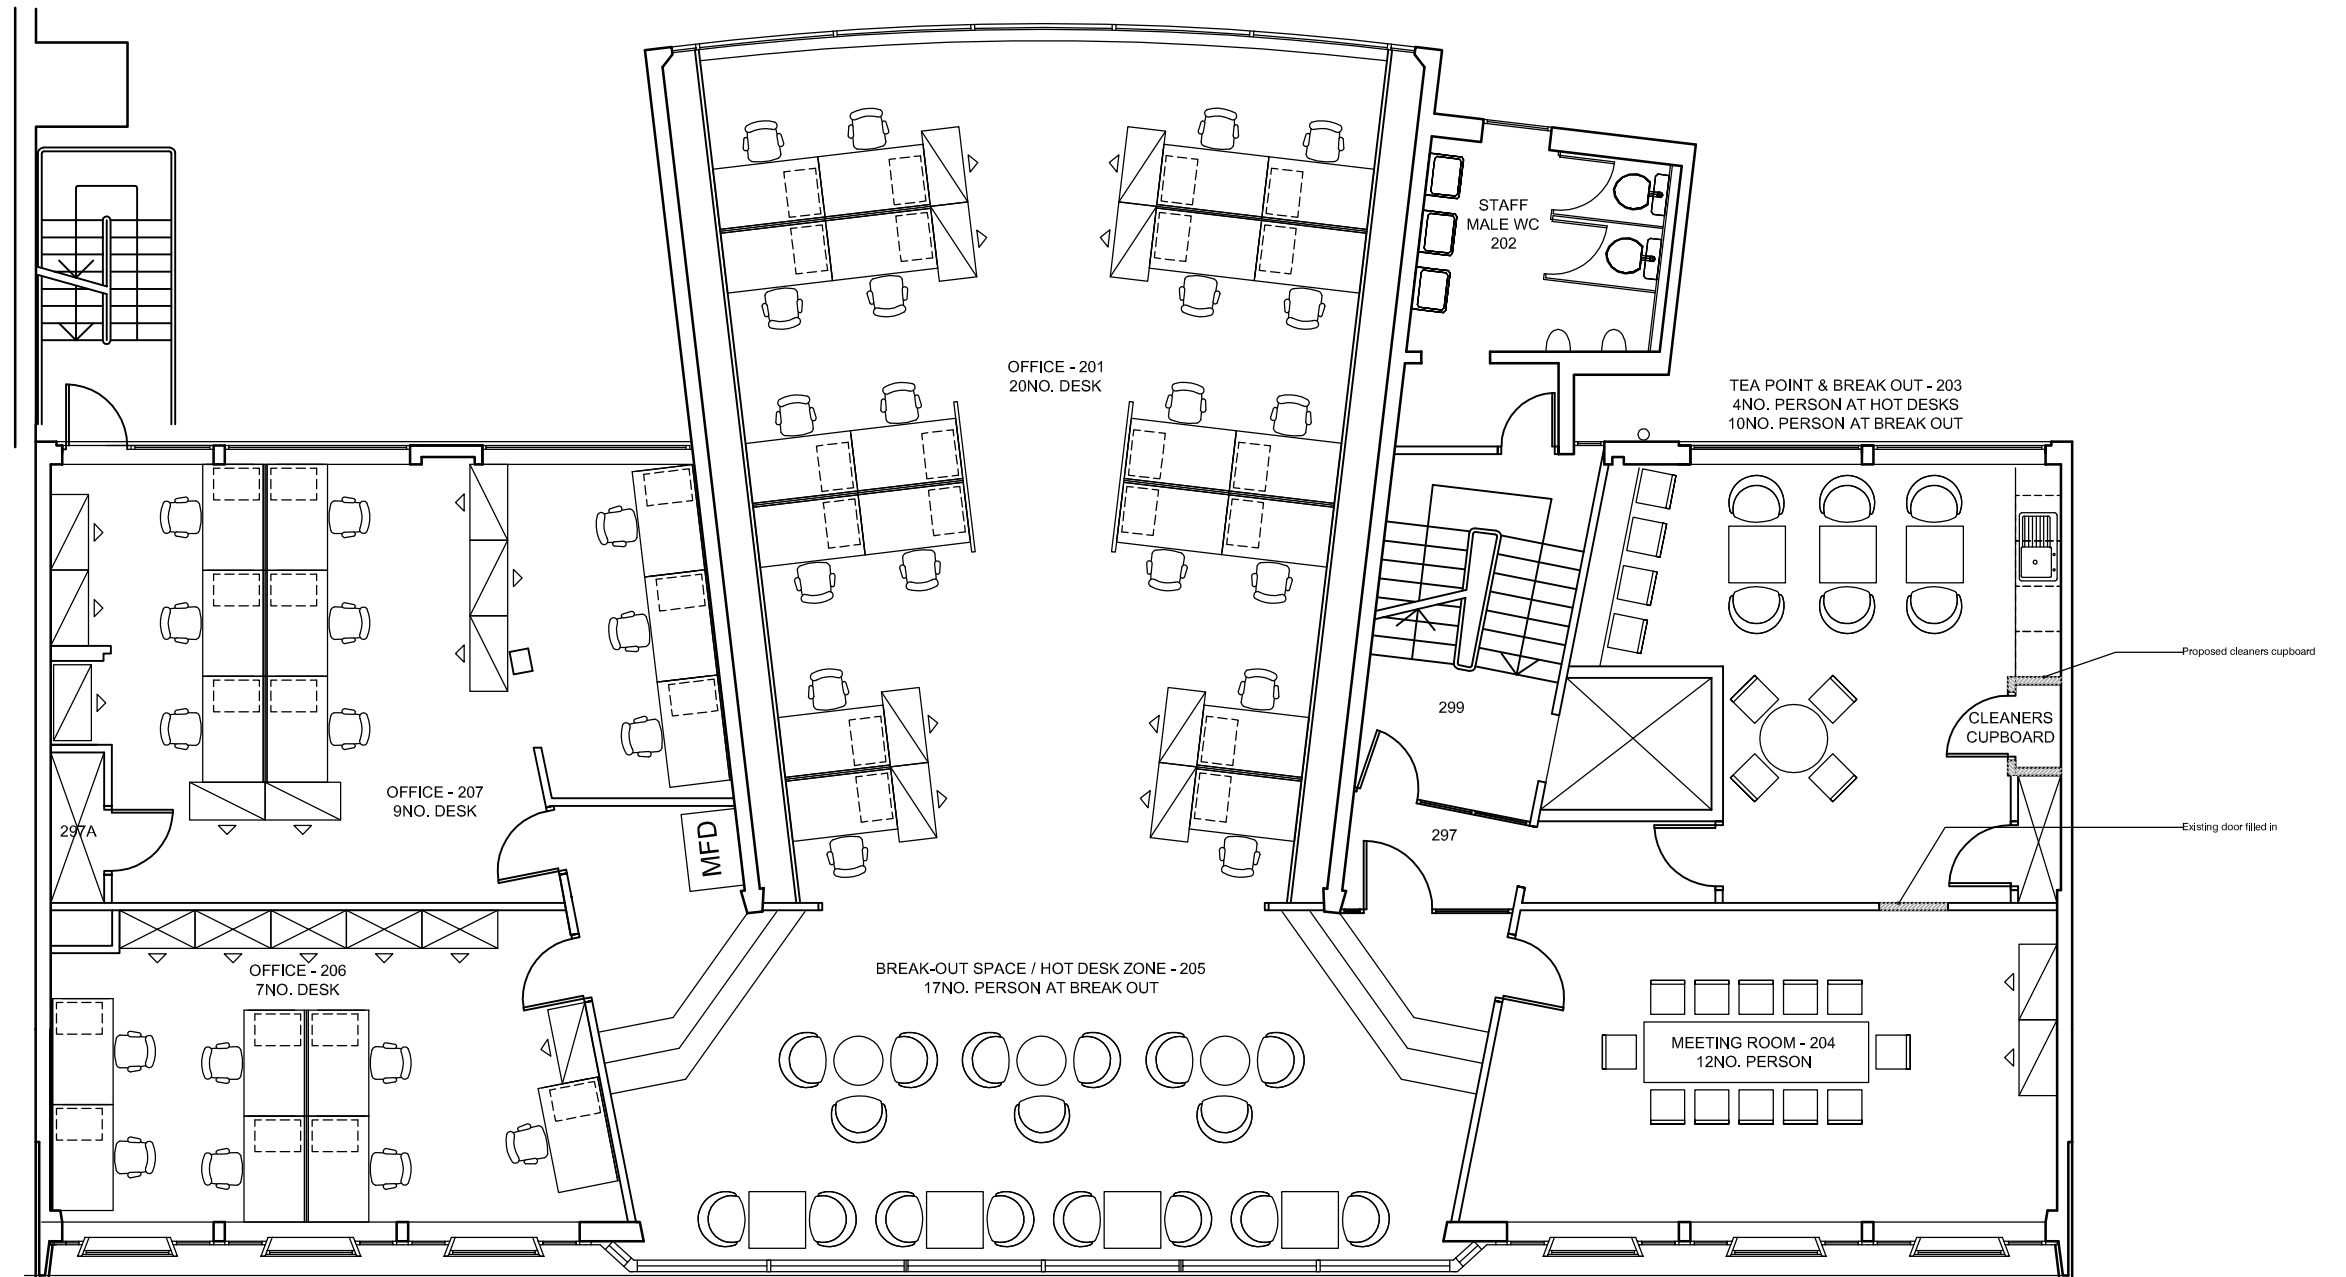 STAFF
MALE WC
202
OFFICE - 201
20NO. DESK
TEA POINT & BREAK OUT - 203
4NO. PERSON AT HOT DESKS
10NO. PERSON AT BREAK OUT
Proposed cleaners cupboard
299
CLEANERS
CUPBOARD
OFFICE - 207
9NO. DESK
297A
MFD
297
Existing door filled in
OFFICE - 206
7NO. DESK
BREAK-OUT SPACE / HOT DESK ZONE - 205
17NO. PERSON AT BREAK OUT
MEETING ROOM - 204
12NO. PERSON